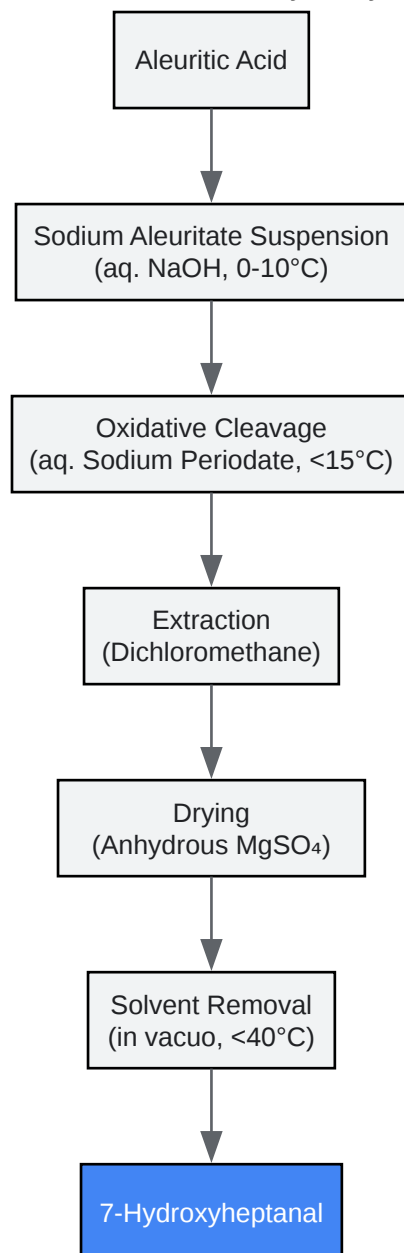 Aleuritic Acid
Sodium Aleuritate Suspension
(aq. NaOH, 0-10°C)
Oxidative Cleavage
(aq. Sodium Periodate, <15°C)
Extraction
(Dichloromethane)
Drying
(Anhydrous MgSO₄)
Solvent Removal
(in vacuo, <40°C)
7-Hydroxyheptanal